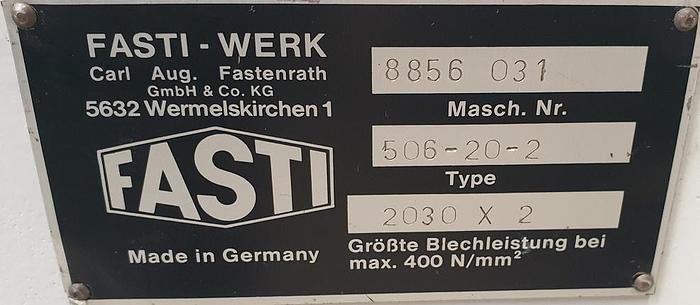 FASTI - WERK
Carl Aug. Fastenrath
GmbH & Co. KG
5632 Wermelskirchen 1
FASTI
Made in Germany
8856 031
Masch. Nr.
506-20-2
Type
2030 X 2
Größte Blechleistung bei
max. 400 N/mm²